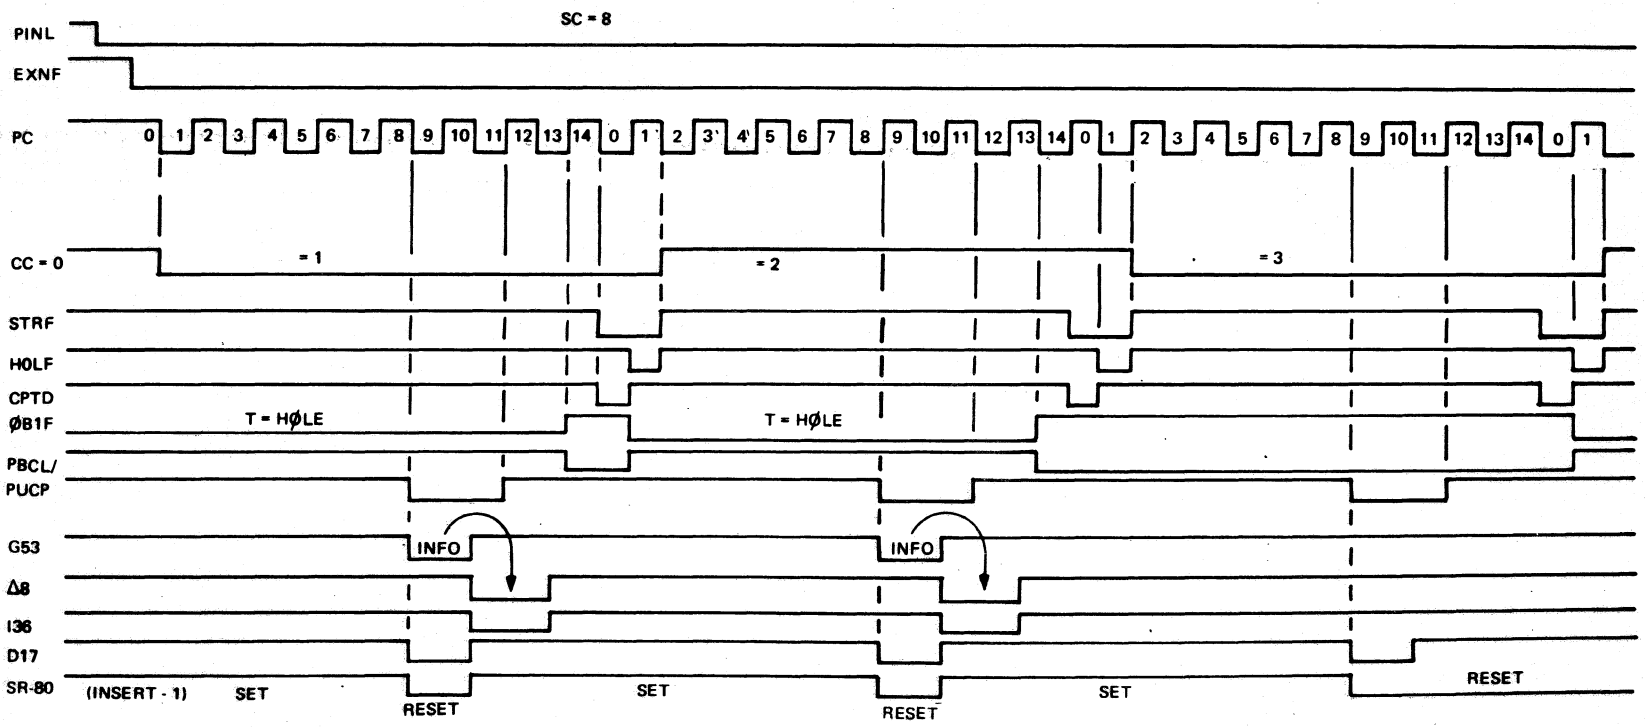 SC = 8
PINL
EXNF
PC 0 1 2 3 4 5 6 7 8 9 10 11 12 13 14 0 1 2 3 4 5 6 7 8 9 10 11 12 13 14 0 1 2 3 4 5 6 7 8 9 10 11 12 13 14 0 1
CC = 0 = 1 = 2 = 3
STRF
HOLF
CPTD
T = HØLE T = HØLE
ØB1F
PBCL/
PUCP
G53 INFO INFO
Δ8
I36
D17
SR-80 (INSERT - 1) SET SET SET RESET
RESET RESET